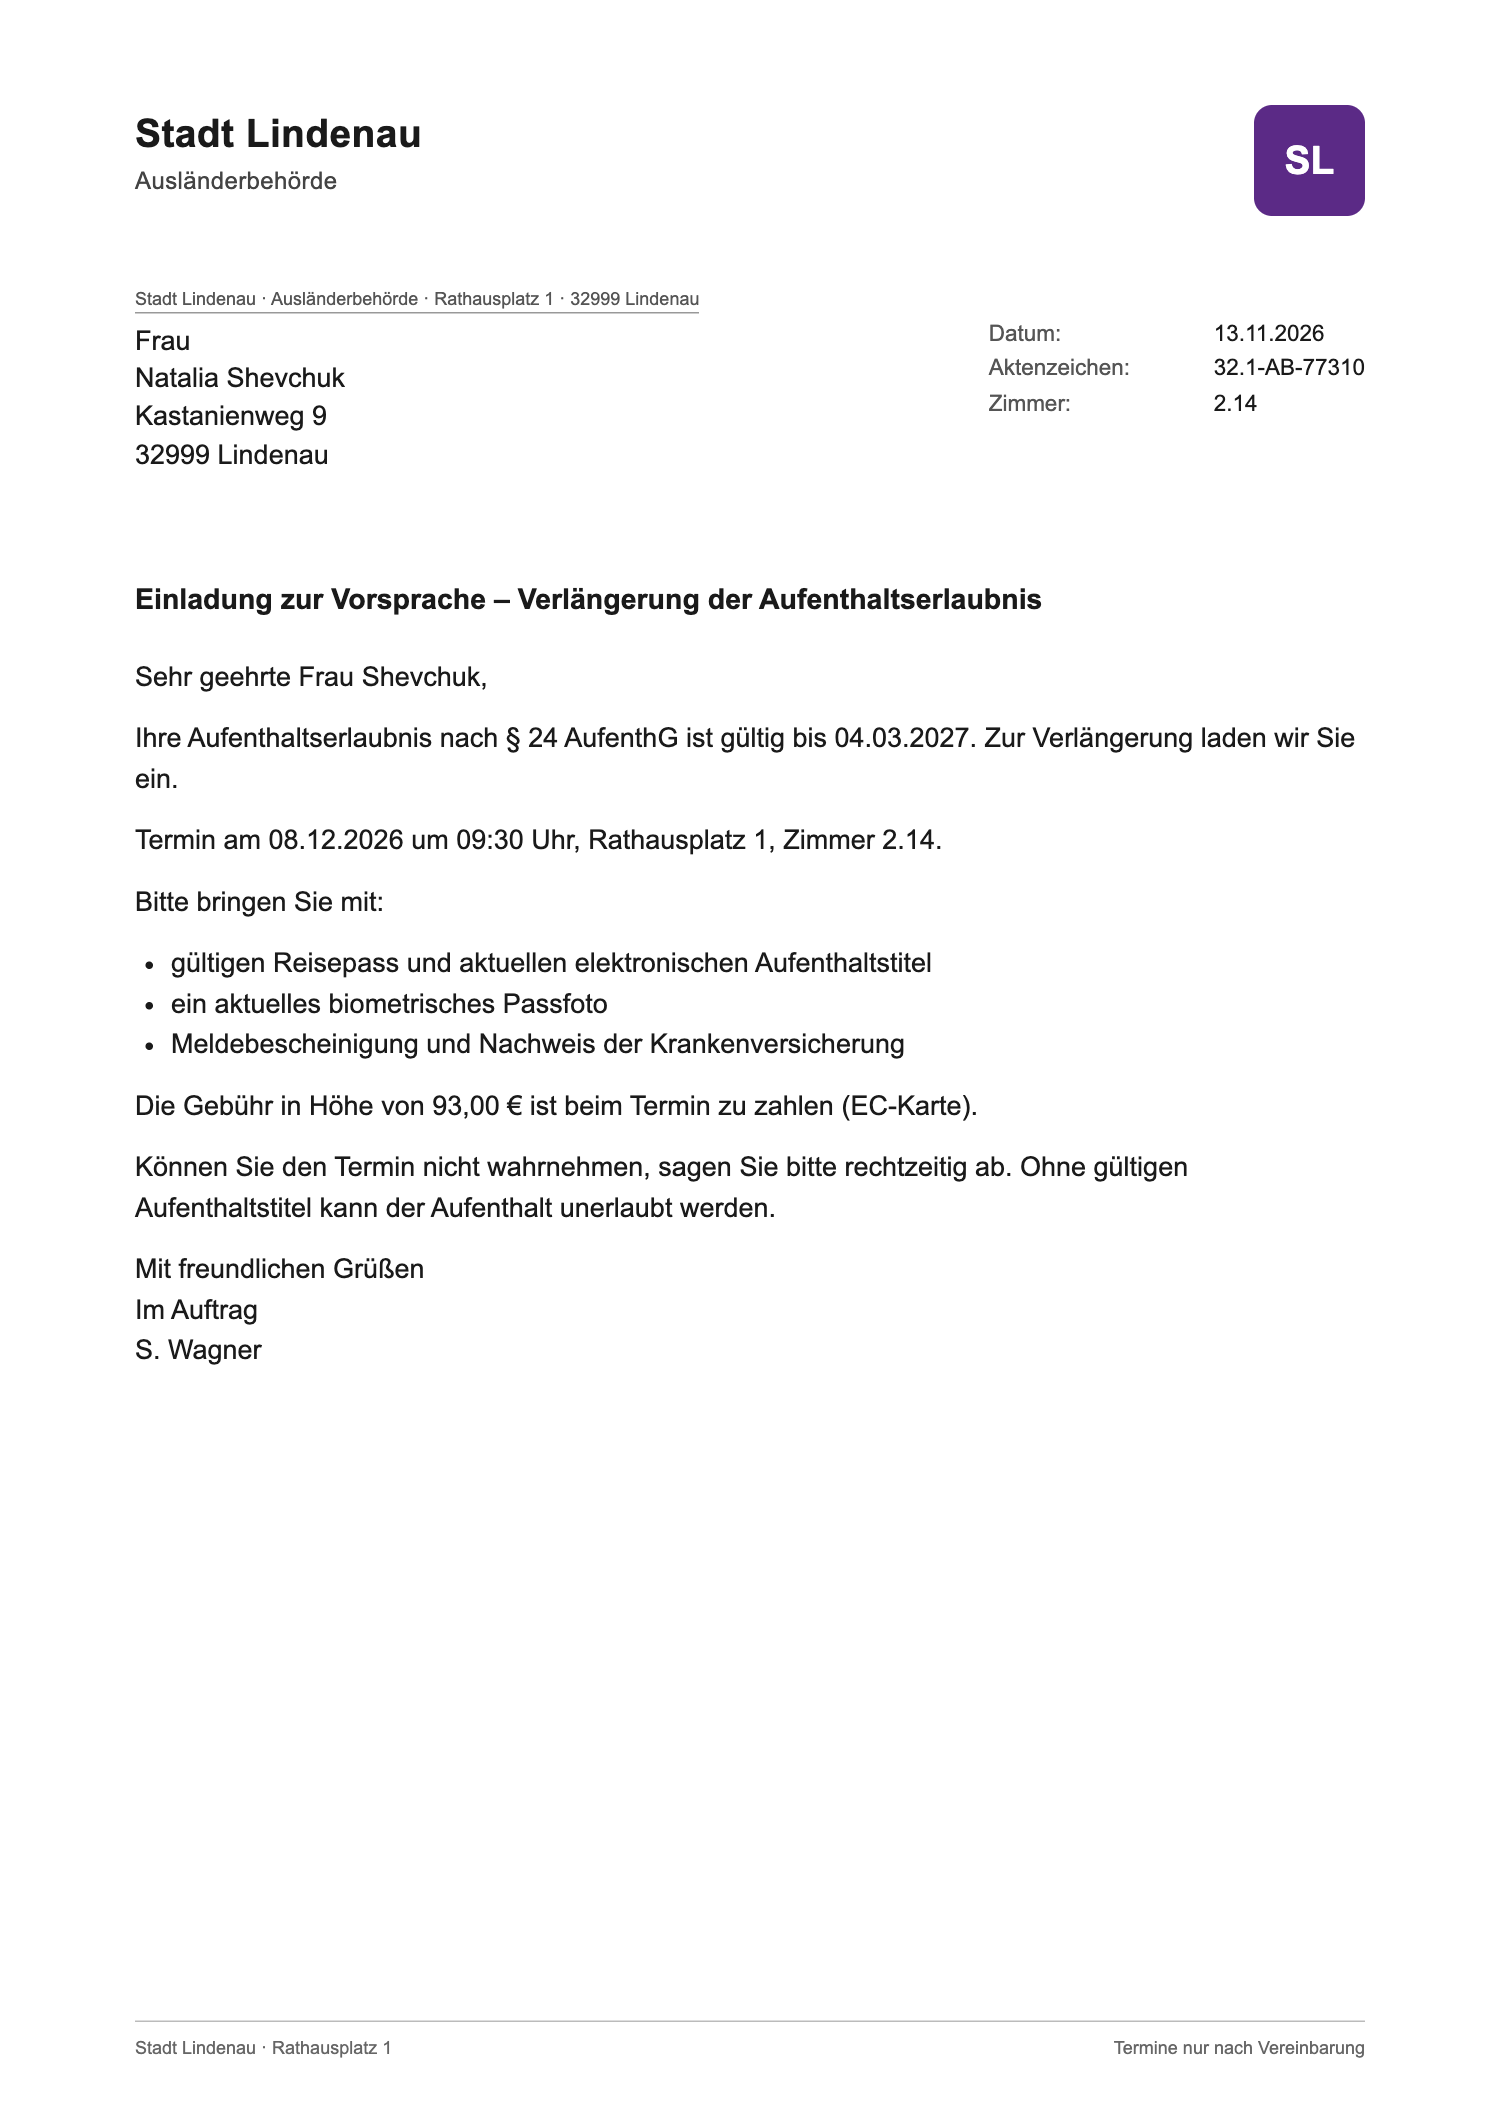 Stadt Lindenau
Ausländerbehörde
SL
Stadt Lindenau · Ausländerbehörde · Rathausplatz 1 · 32999 Lindenau
Frau
Natalia Shevchuk
Kastanienweg 9
32999 Lindenau
Datum: 13.11.2026
Aktenzeichen: 32.1-AB-77310
Zimmer: 2.14
Einladung zur Vorsprache – Verlängerung der Aufenthaltserlaubnis
Sehr geehrte Frau Shevchuk,
Ihre Aufenthaltserlaubnis nach § 24 AufenthG ist gültig bis 04.03.2027. Zur Verlängerung laden wir Sie
ein.
Termin am 08.12.2026 um 09:30 Uhr, Rathausplatz 1, Zimmer 2.14.
Bitte bringen Sie mit:
• gültigen Reisepass und aktuellen elektronischen Aufenthaltstitel
• ein aktuelles biometrisches Passfoto
• Meldebescheinigung und Nachweis der Krankenversicherung
Die Gebühr in Höhe von 93,00 € ist beim Termin zu zahlen (EC-Karte).
Können Sie den Termin nicht wahrnehmen, sagen Sie bitte rechtzeitig ab. Ohne gültigen
Aufenthaltstitel kann der Aufenthalt unerlaubt werden.
Mit freundlichen Grüßen
Im Auftrag
S. Wagner
Stadt Lindenau · Rathausplatz 1
Termine nur nach Vereinbarung